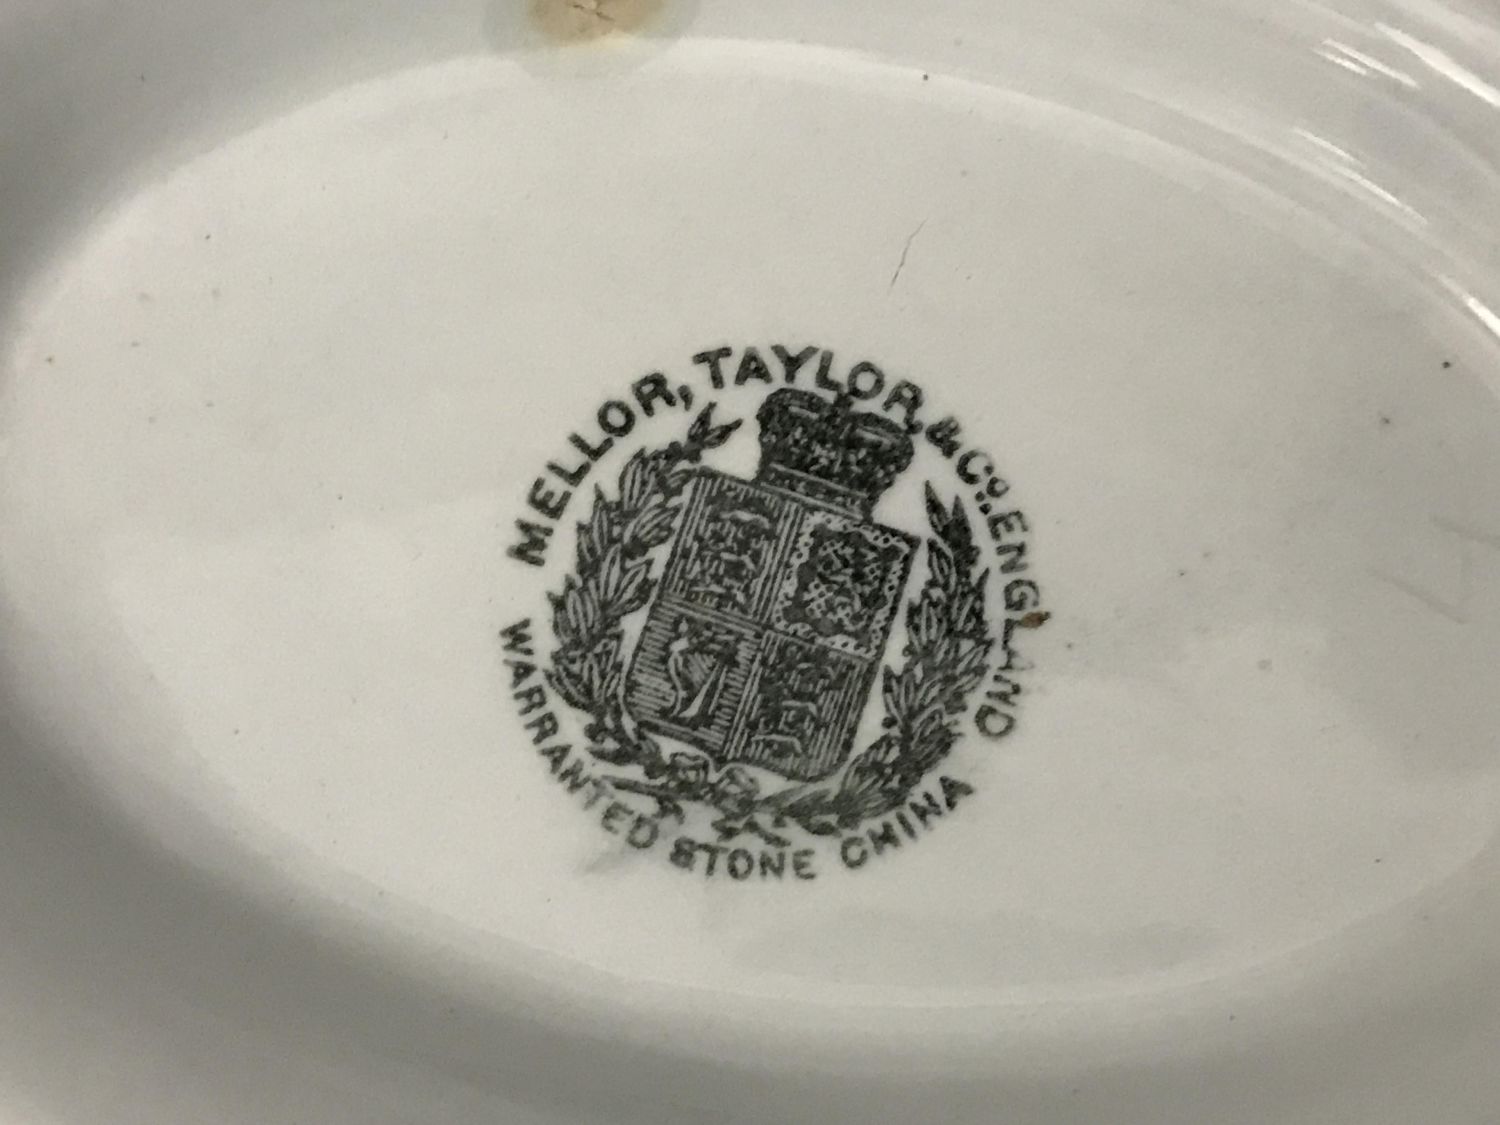 MELLOR, TAYLOR, & Co. ENGLAND
WARRANTED STONE CHINA